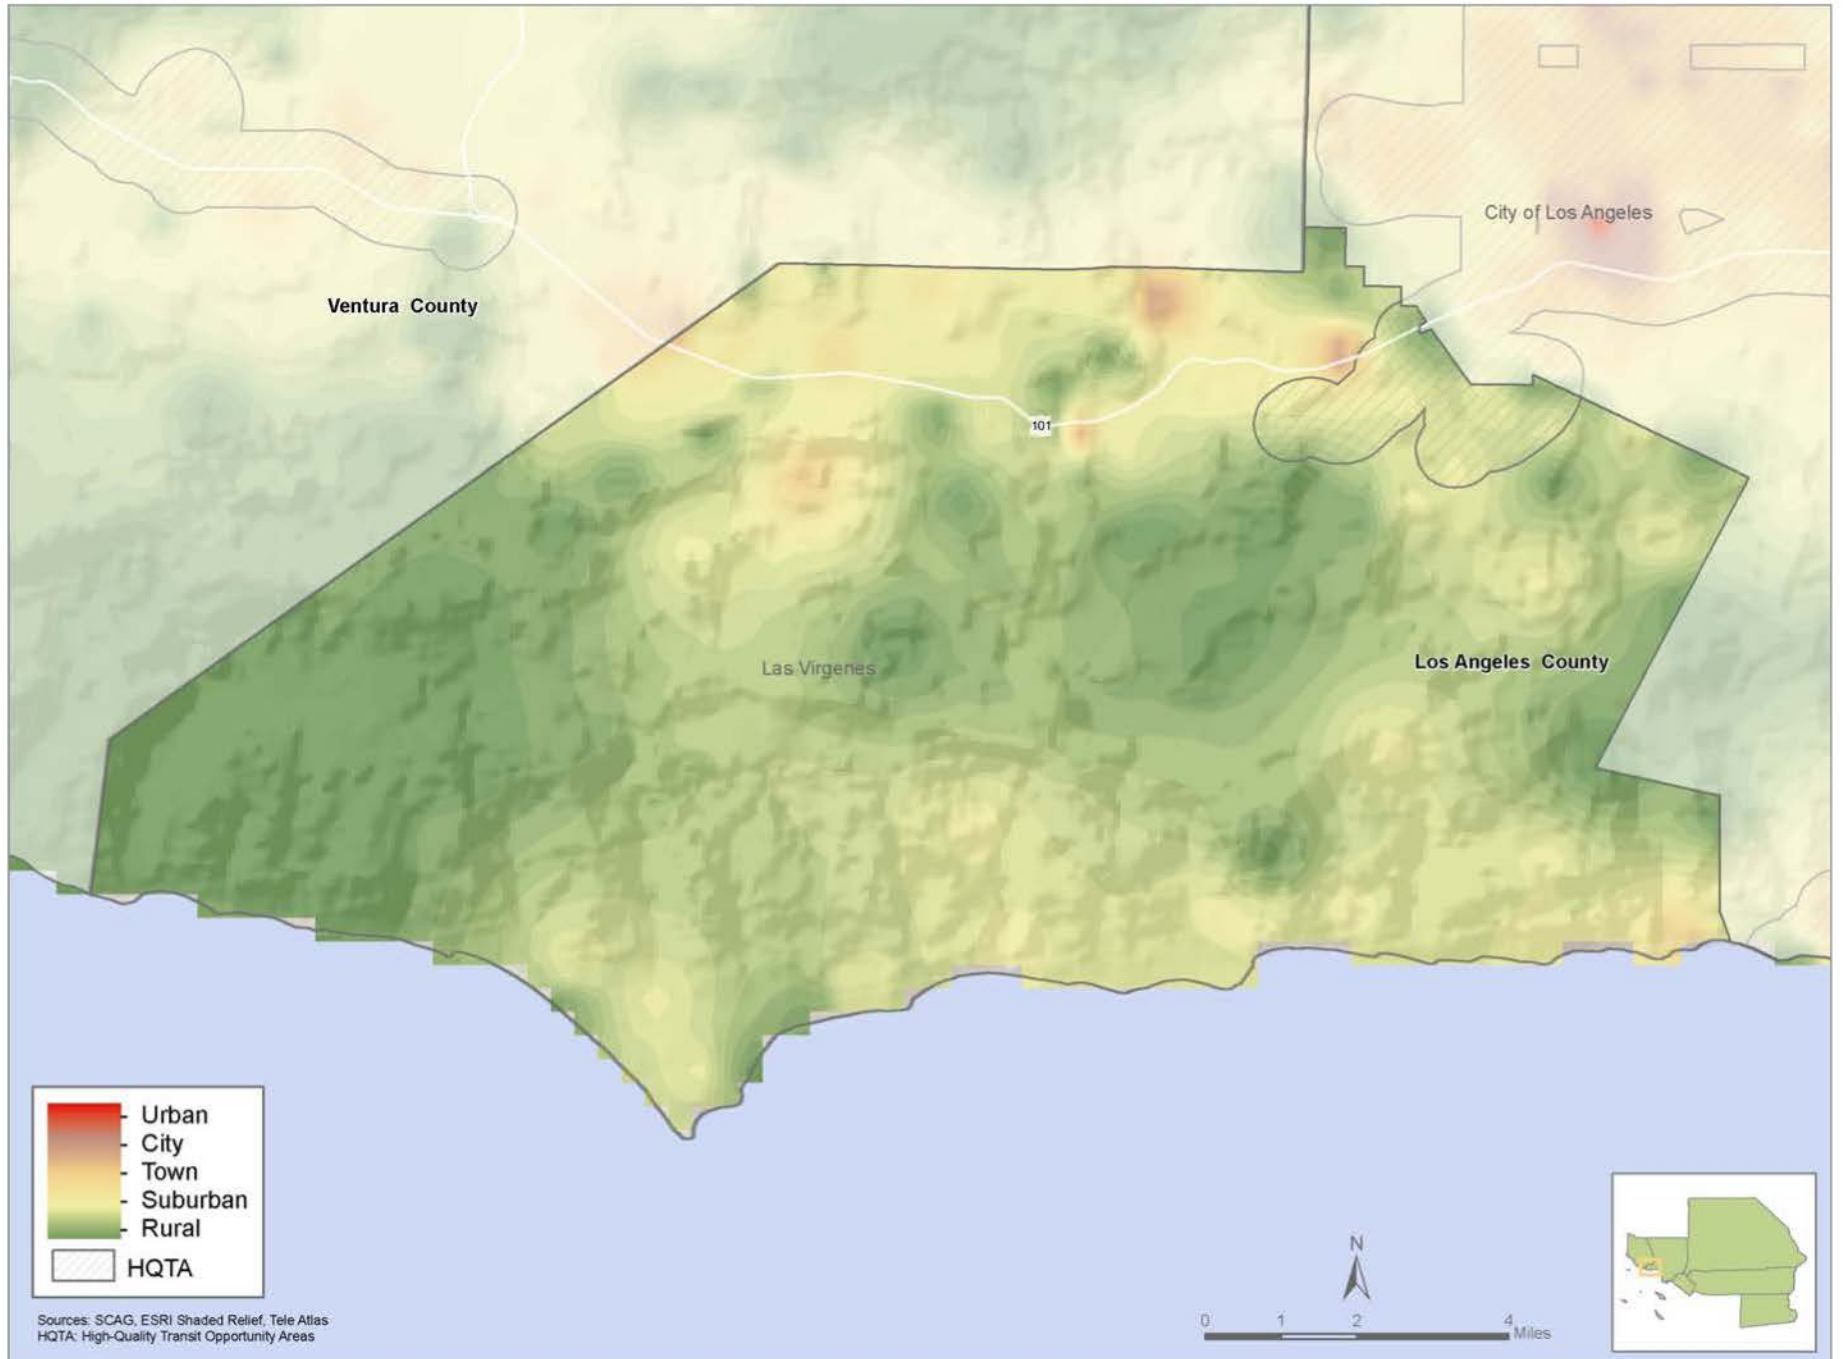 City of Los Angeles
Ventura County
101
Las Virgenes
Los Angeles County
Urban
City
Town
Suburban
Rural
HQTA
N
0 1 2 4
Miles
Sources: SCAG, ESRI Shaded Relief, Tele Atlas
HQTA: High-Quality Transit Opportunity Areas